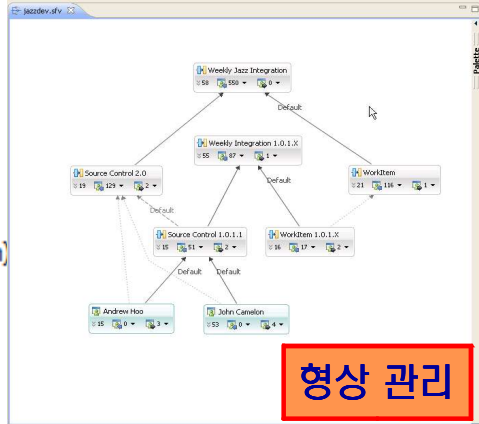 jazzdev.sfv
Palette
Weekly Jazz Integration
58 550 0
Default
Weekly Integration 1.0.1.X
55 87 1
Source Control 2.0
19 129 2
WorkItem
21 116 1
Default
Default
Source Control 1.0.1.1
15 51 2
WorkItem 1.0.1.X
16 17 2
Default
Default
Andrew Hoo
15 0 3
John Camelon
53 0 4
형상 관리